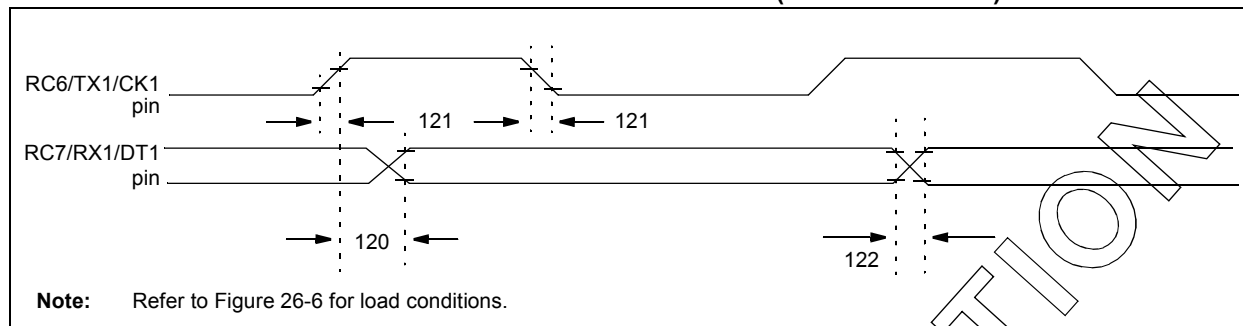 RC6/TX1/CK1
pin
121
121
RC7/RX1/DT1
pin
120
122
Note: Refer to Figure 26-6 for load conditions.
TION